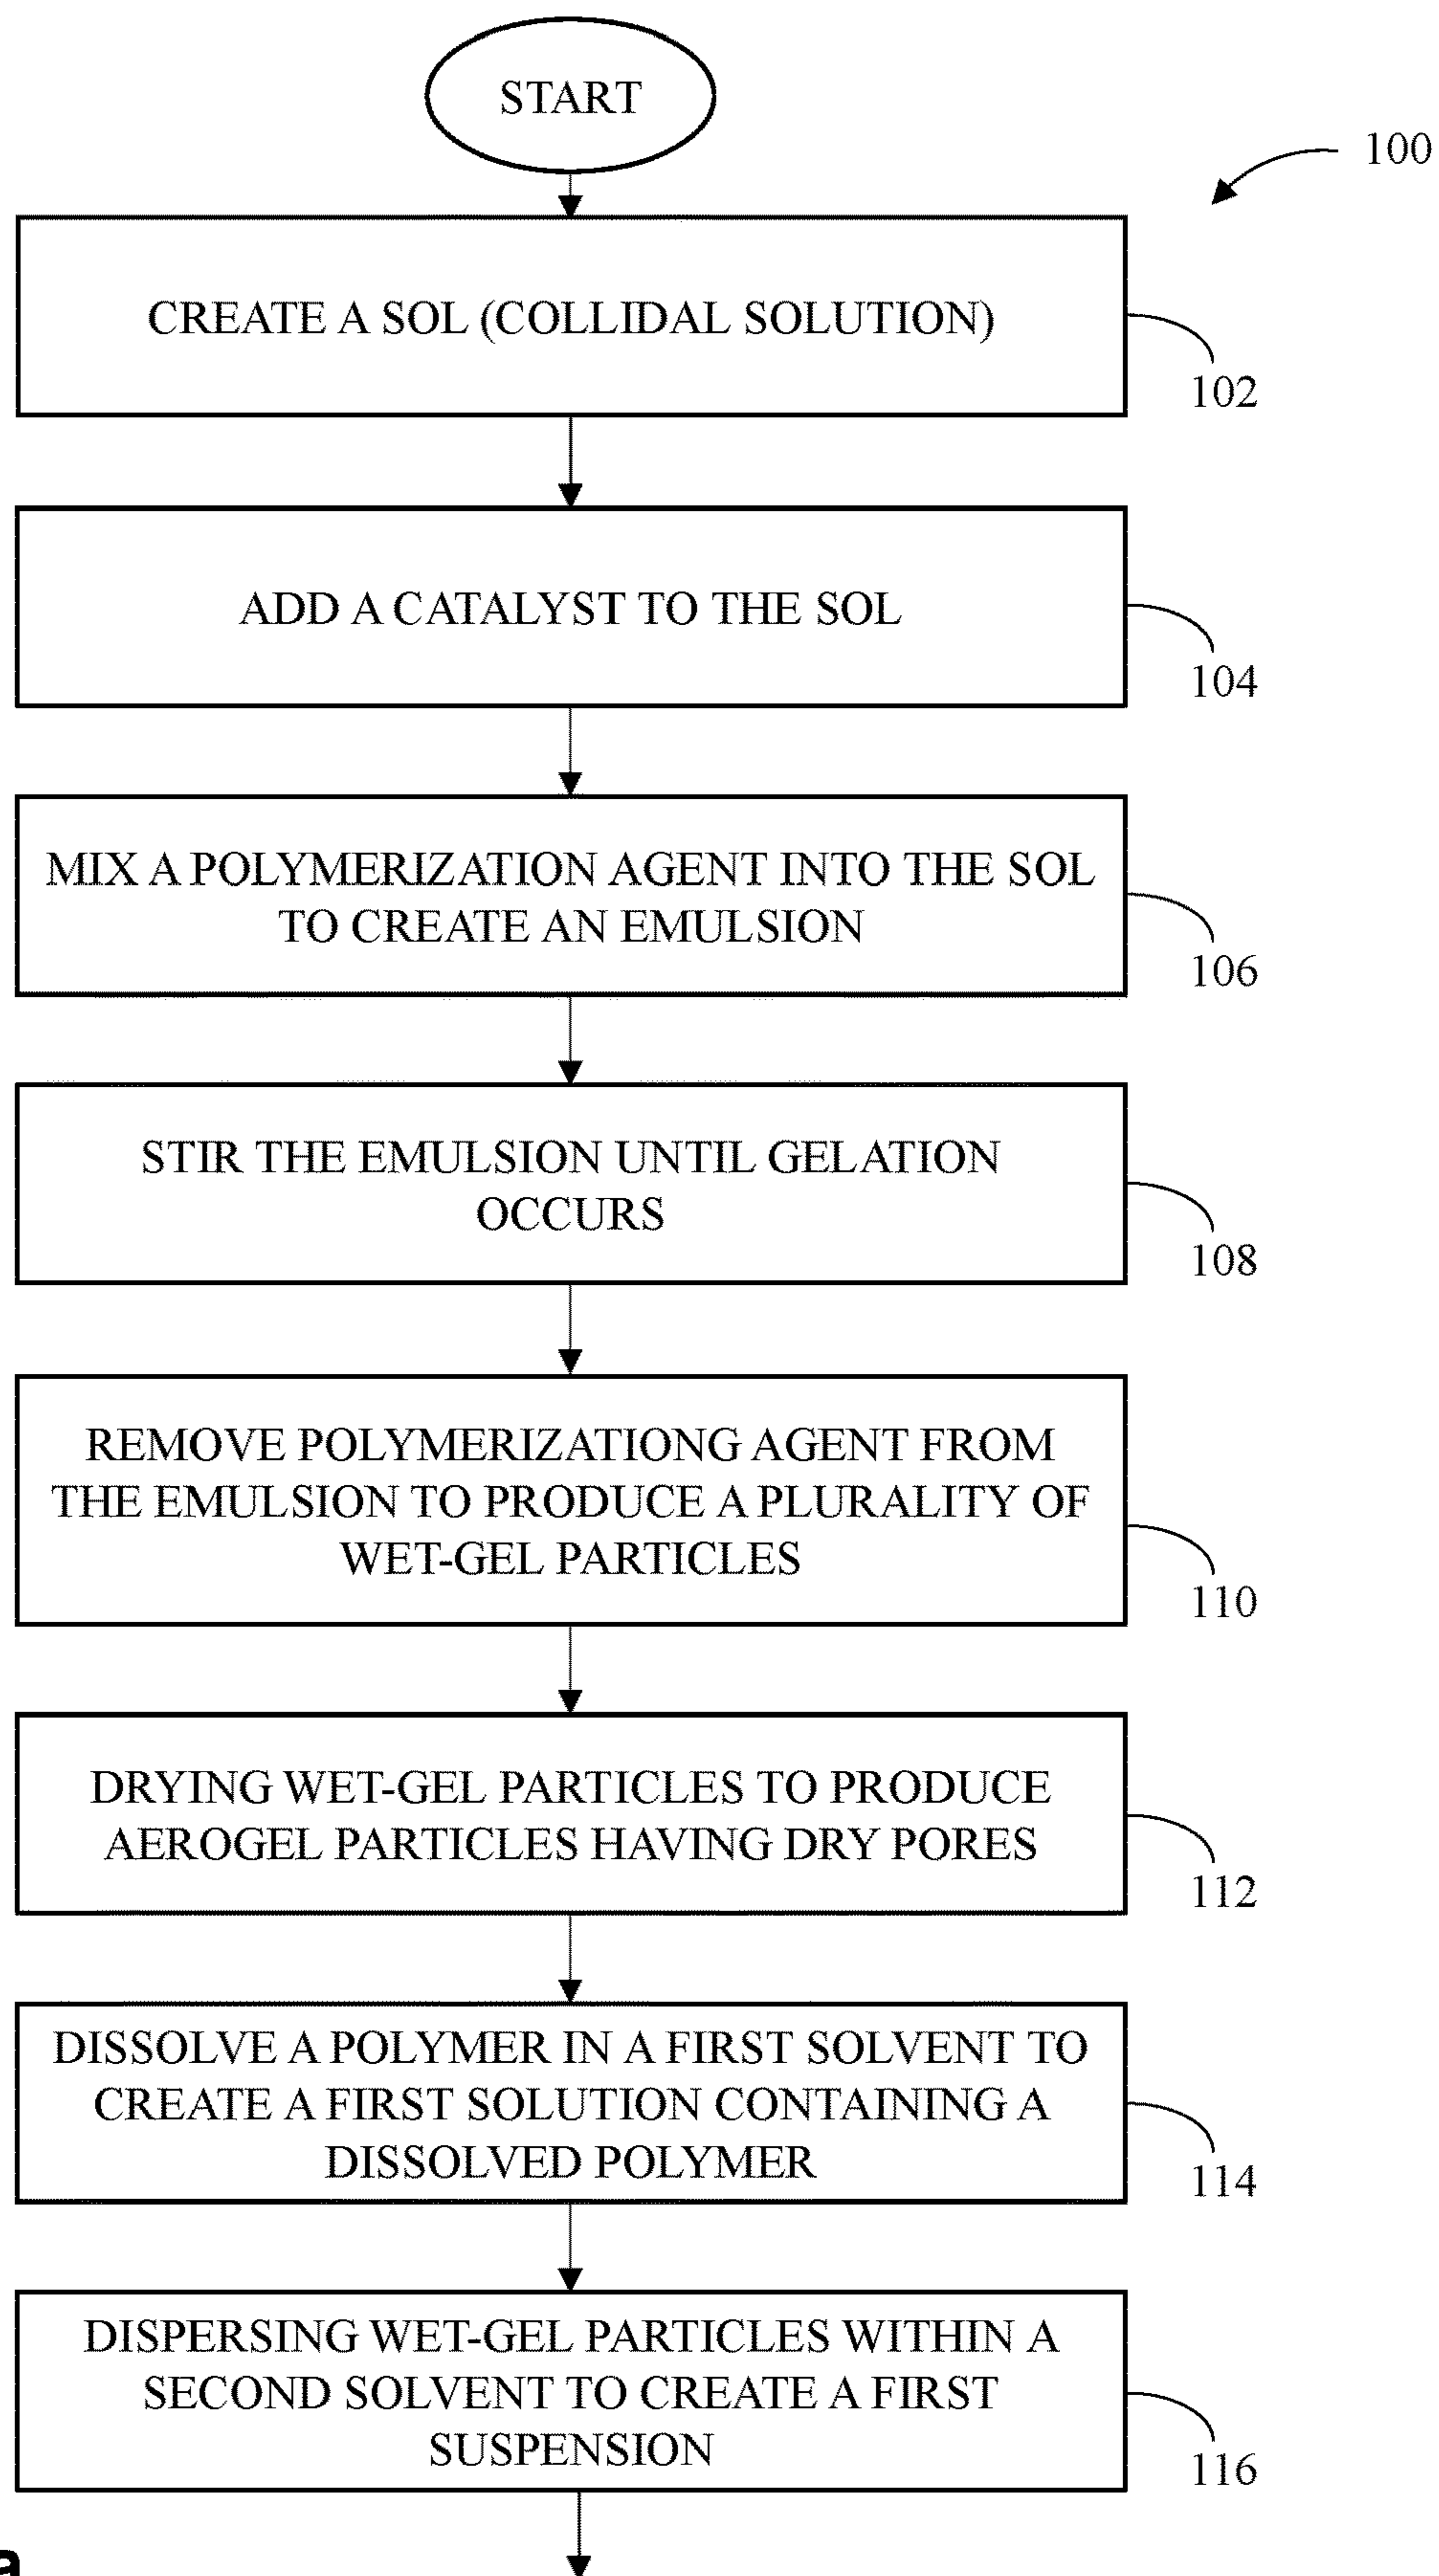 START
100
CREATE A SOL (COLLIDAL SOLUTION)
102
ADD A CATALYST TO THE SOL
104
MIX A POLYMERIZATION AGENT INTO THE SOL
TO CREATE AN EMULSION
106
STIR THE EMULSION UNTIL GELATION
OCCURS
108
REMOVE POLYMERIZATIONG AGENT FROM
THE EMULSION TO PRODUCE A PLURALITY OF
WET-GEL PARTICLES
110
DRYING WET-GEL PARTICLES TO PRODUCE
AEROGEL PARTICLES HAVING DRY PORES
112
DISSOLVE A POLYMER IN A FIRST SOLVENT TO
CREATE A FIRST SOLUTION CONTAINING A
DISSOLVED POLYMER
114
DISPERSING WET-GEL PARTICLES WITHIN A
SECOND SOLVENT TO CREATE A FIRST
SUSPENSION
116